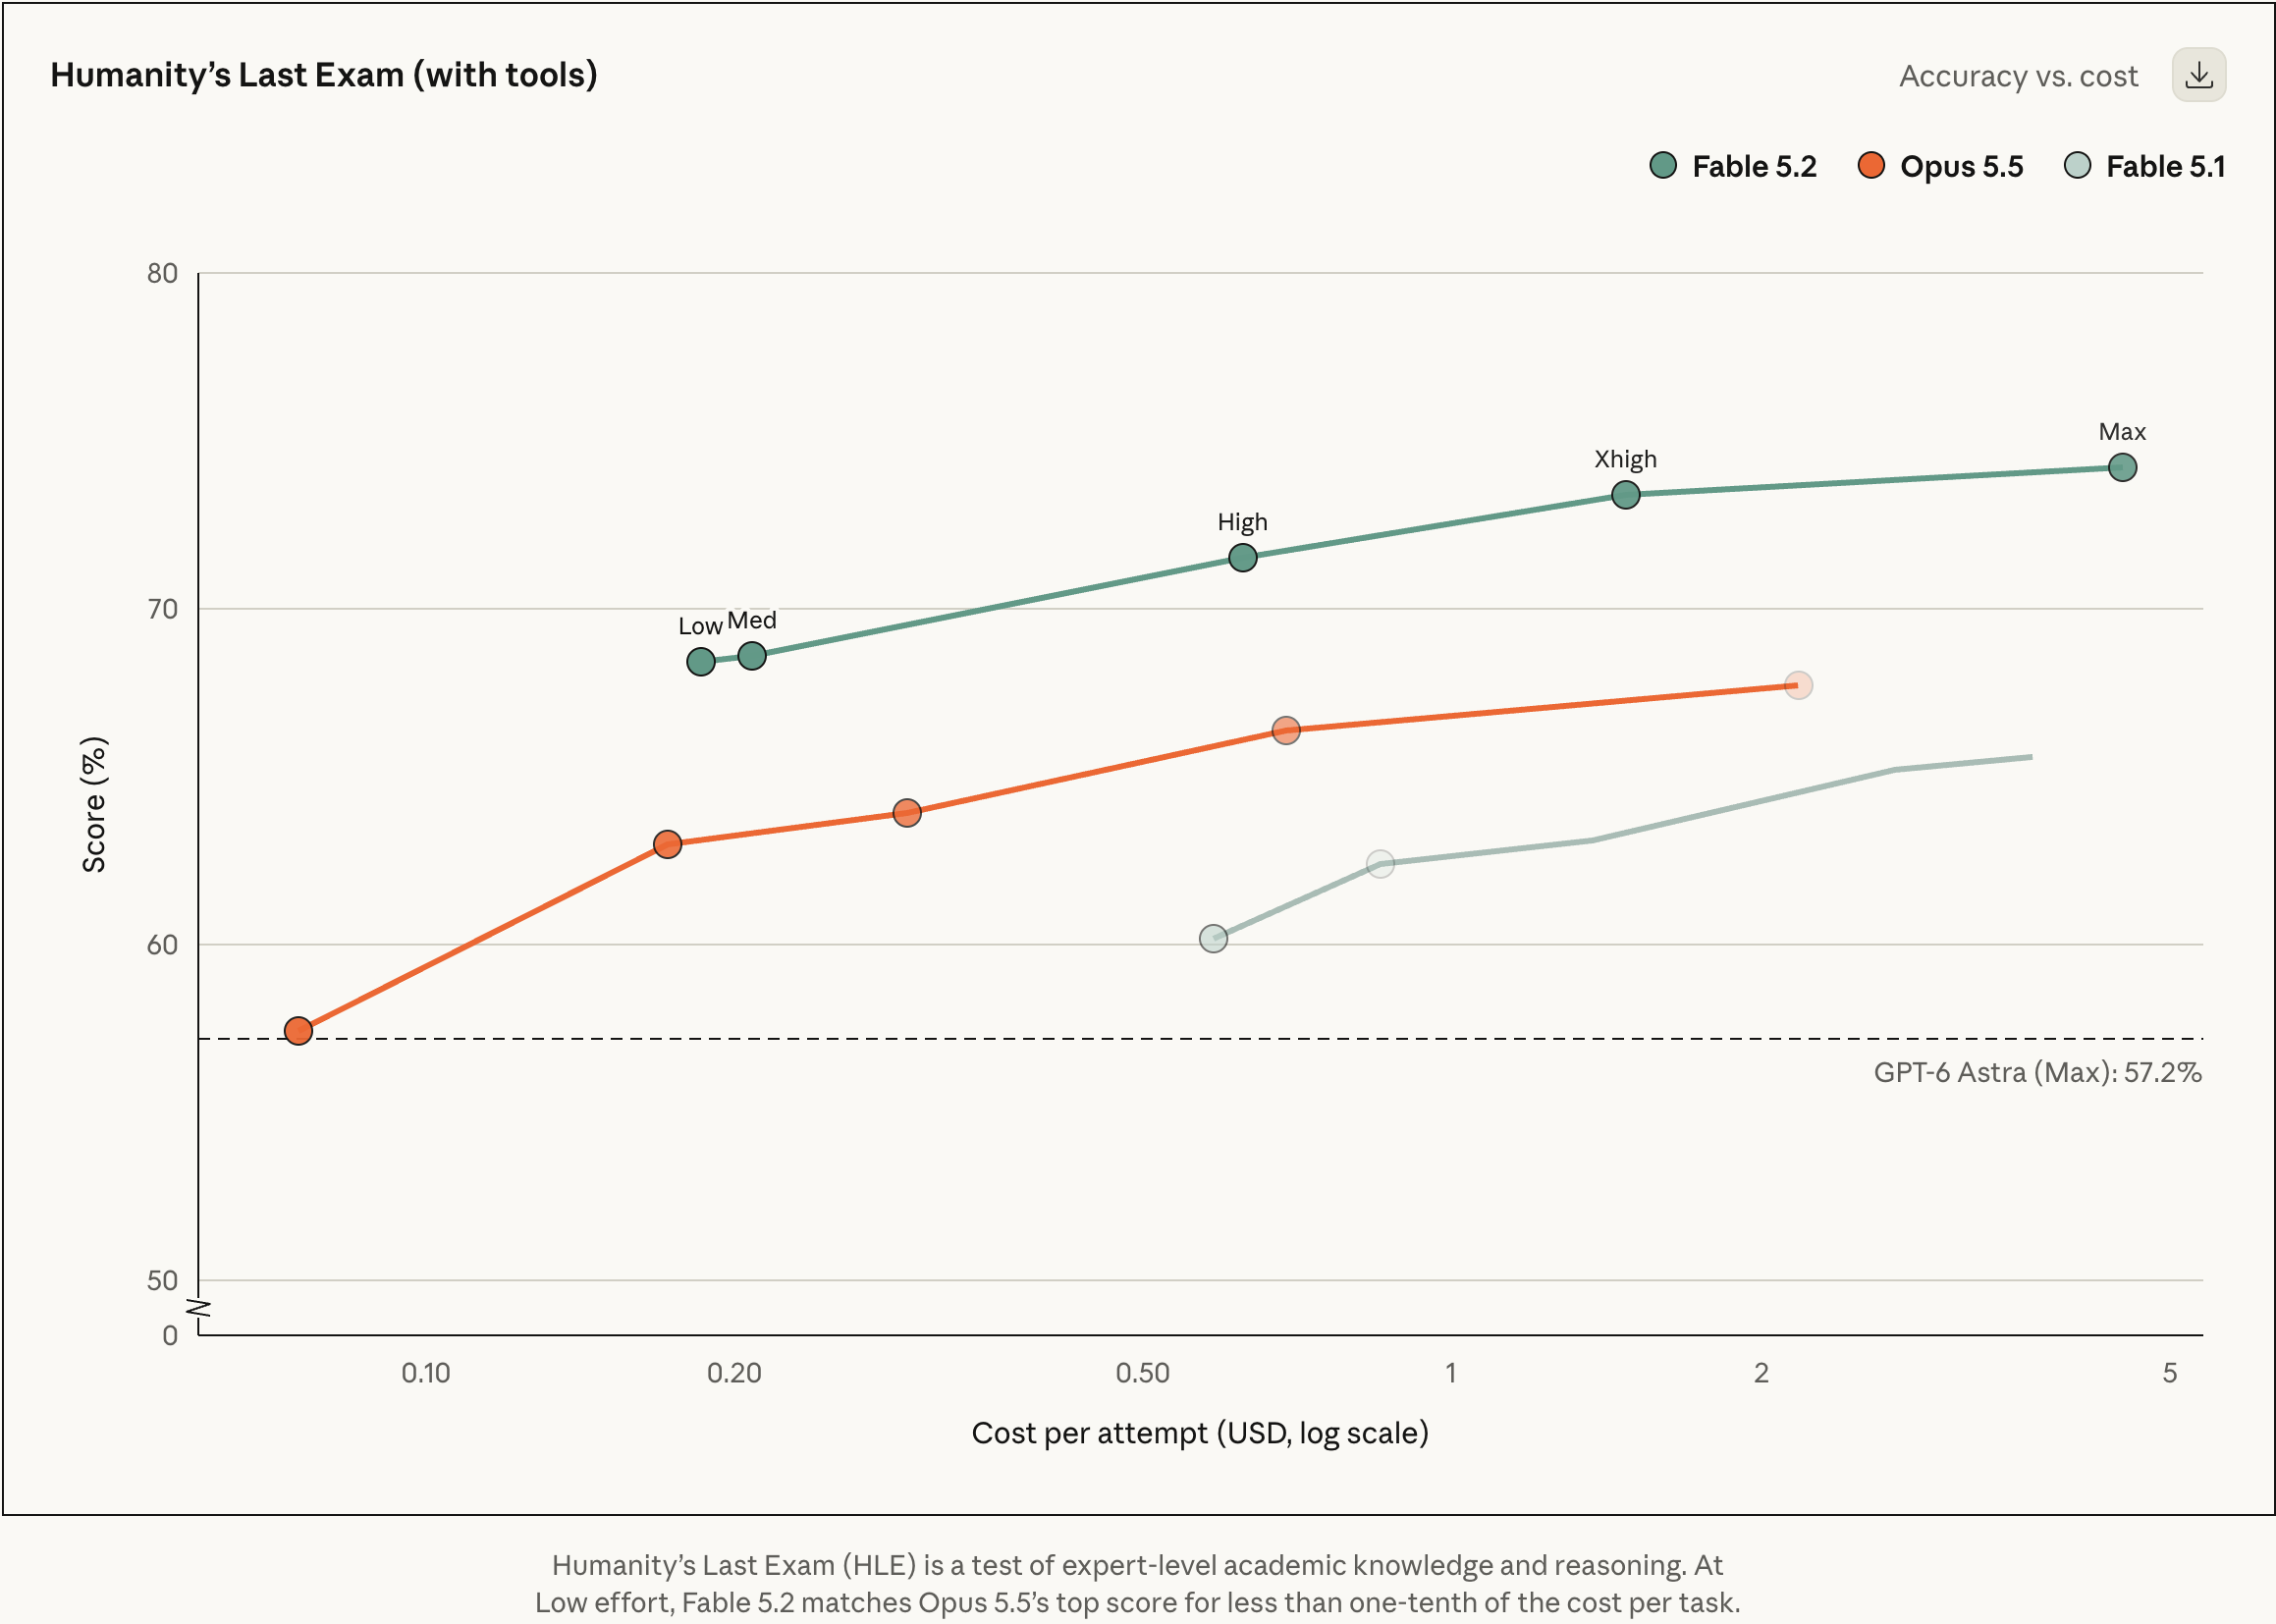 Humanity’s Last Exam (with tools)
Accuracy vs. cost
Fable 5.2
Opus 5.5
Fable 5.1
80
70
60
50
0
Score (%)
Low
Med
High
Xhigh
Max
GPT-6 Astra (Max): 57.2%
0.10
0.20
0.50
1
2
5
Cost per attempt (USD, log scale)
Humanity’s Last Exam (HLE) is a test of expert-level academic knowledge and reasoning. At
Low effort, Fable 5.2 matches Opus 5.5’s top score for less than one-tenth of the cost per task.